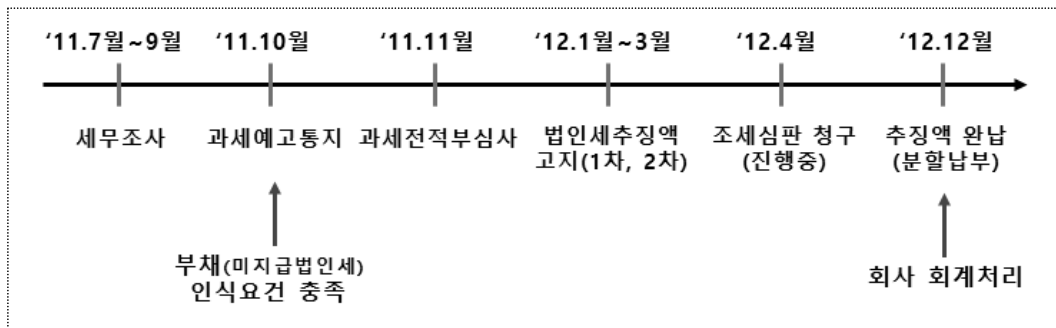 ‘11.7월~9월 ‘11.10월 ‘11.11월 ‘12.1월~3월 ‘12.4월 ‘12.12월
세무조사 과세예고통지 과세전적부심사 법인세추징액 조세심판 청구 추징액 완납
고지(1차, 2차) (진행중) (분할납부)
부채(미지급법인세) 회사 회계처리
인식요건 충족